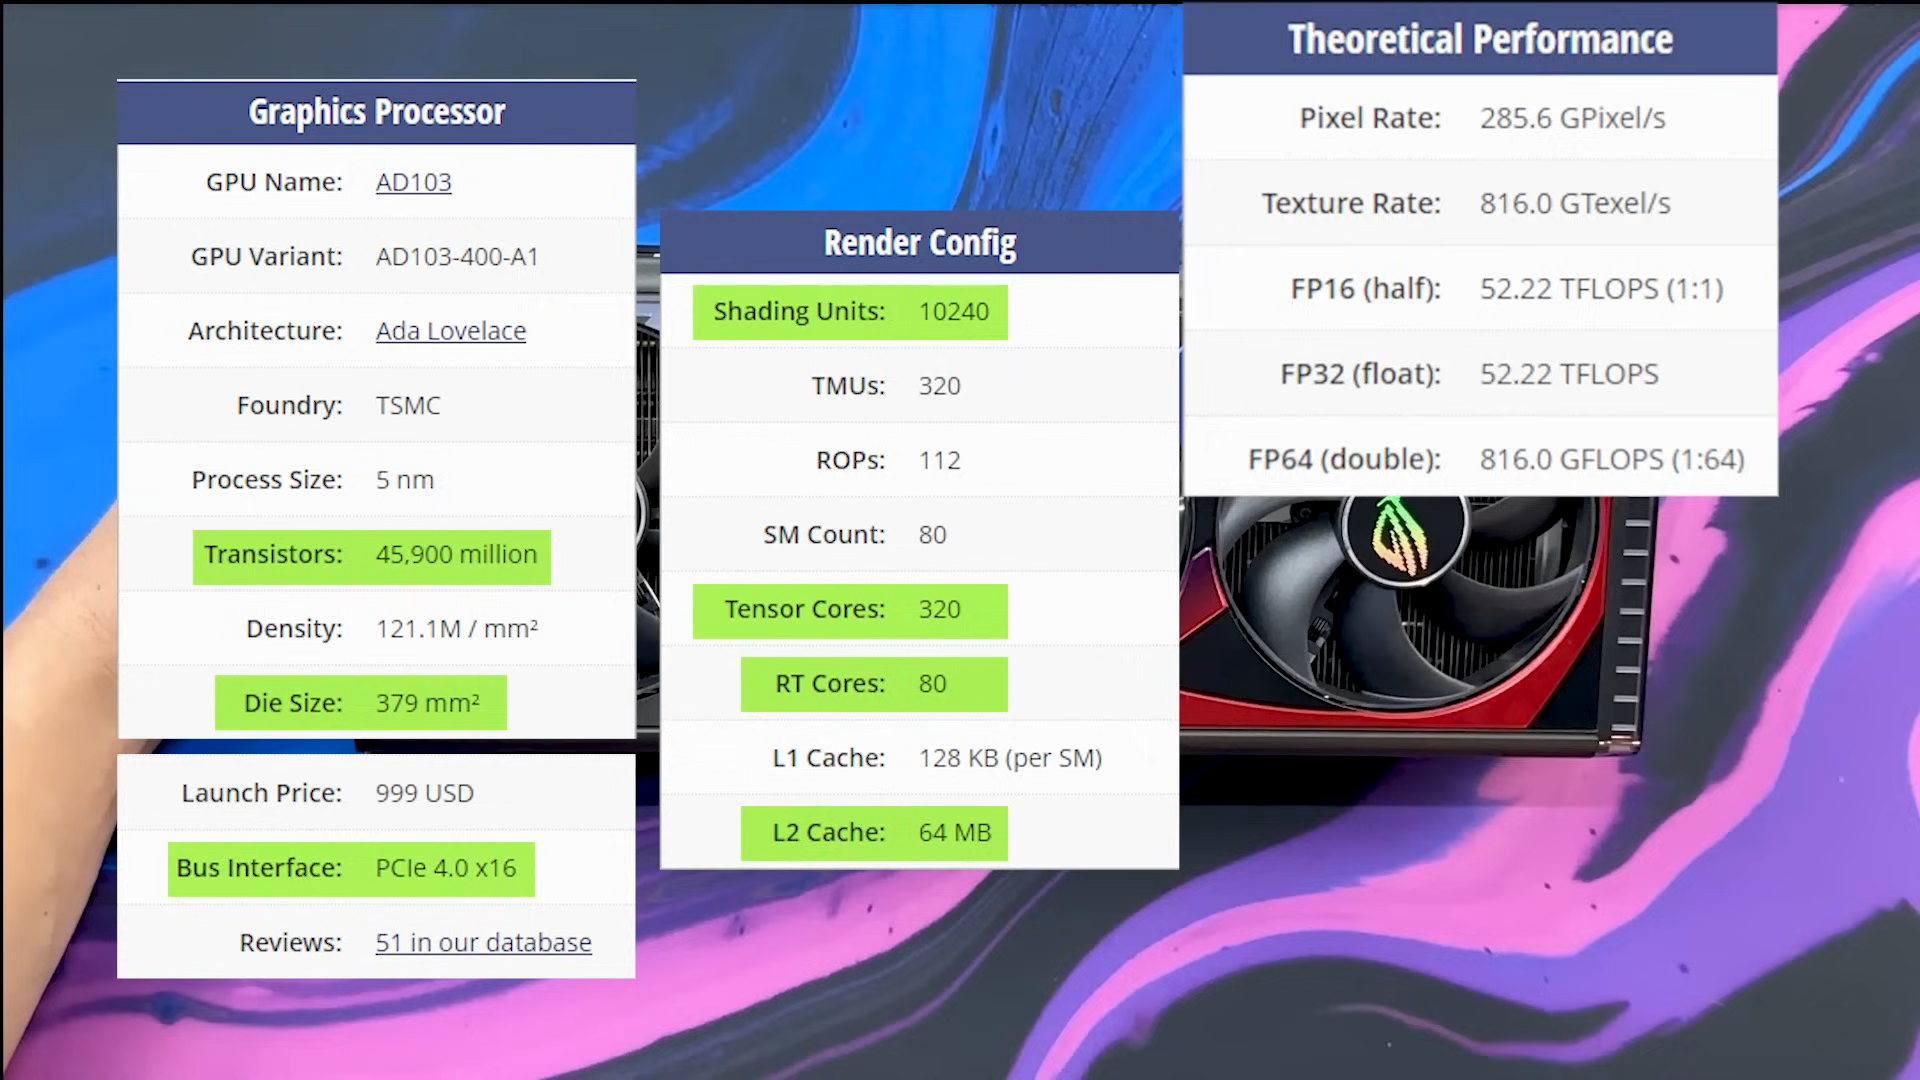 Graphics Processor
GPU Name: AD103
GPU Variant: AD103-400-A1
Architecture: Ada Lovelace
Foundry: TSMC
Process Size: 5 nm
Transistors: 45,900 million
Density: 121.1M / mm²
Die Size: 379 mm²
Launch Price: 999 USD
Bus Interface: PCIe 4.0 x16
Reviews: 51 in our database
Render Config
Shading Units: 10240
TMUs: 320
ROPs: 112
SM Count: 80
Tensor Cores: 320
RT Cores: 80
L1 Cache: 128 KB (per SM)
L2 Cache: 64 MB
Theoretical Performance
Pixel Rate: 285.6 GPixel/s
Texture Rate: 816.0 GTexel/s
FP16 (half): 52.22 TFLOPS (1:1)
FP32 (float): 52.22 TFLOPS
FP64 (double): 816.0 GFLOPS (1:64)